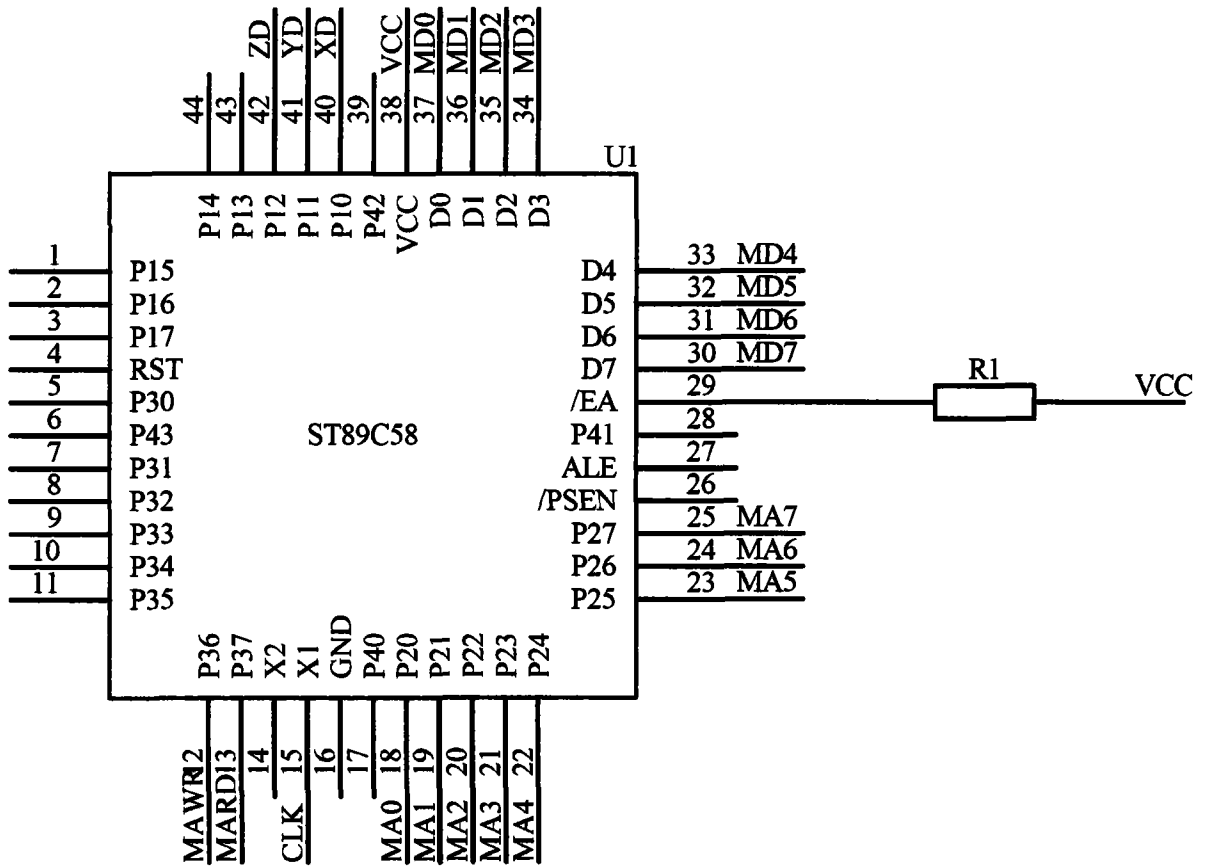 ZD YD XD VCC MD0 MD1 MD2 MD3
44 43 42 41 40 39 38 37 36 35 34
U1
P14 P13 P12 P11 P10 P42 VCC D0 D1 D2 D3
1 P15 D4 33 MD4
2 P16 D5 32 MD5
3 P17 D6 31 MD6
4 RST D7 30 MD7
5 P30 /EA 29 R1 VCC
6 P43 ST89C58 P41 28
7 P31 ALE 27
8 P32 /PSEN 26
9 P33 P27 25 MA7
10 P34 P26 24 MA6
11 P35 P25 23 MA5
P36 P37 X2 X1 GND P40 P20 P21 P22 P23 P24
12 13 14 15 16 17 18 19 20 21 22
MAWR MARD CLK MA0 MA1 MA2 MA3 MA4